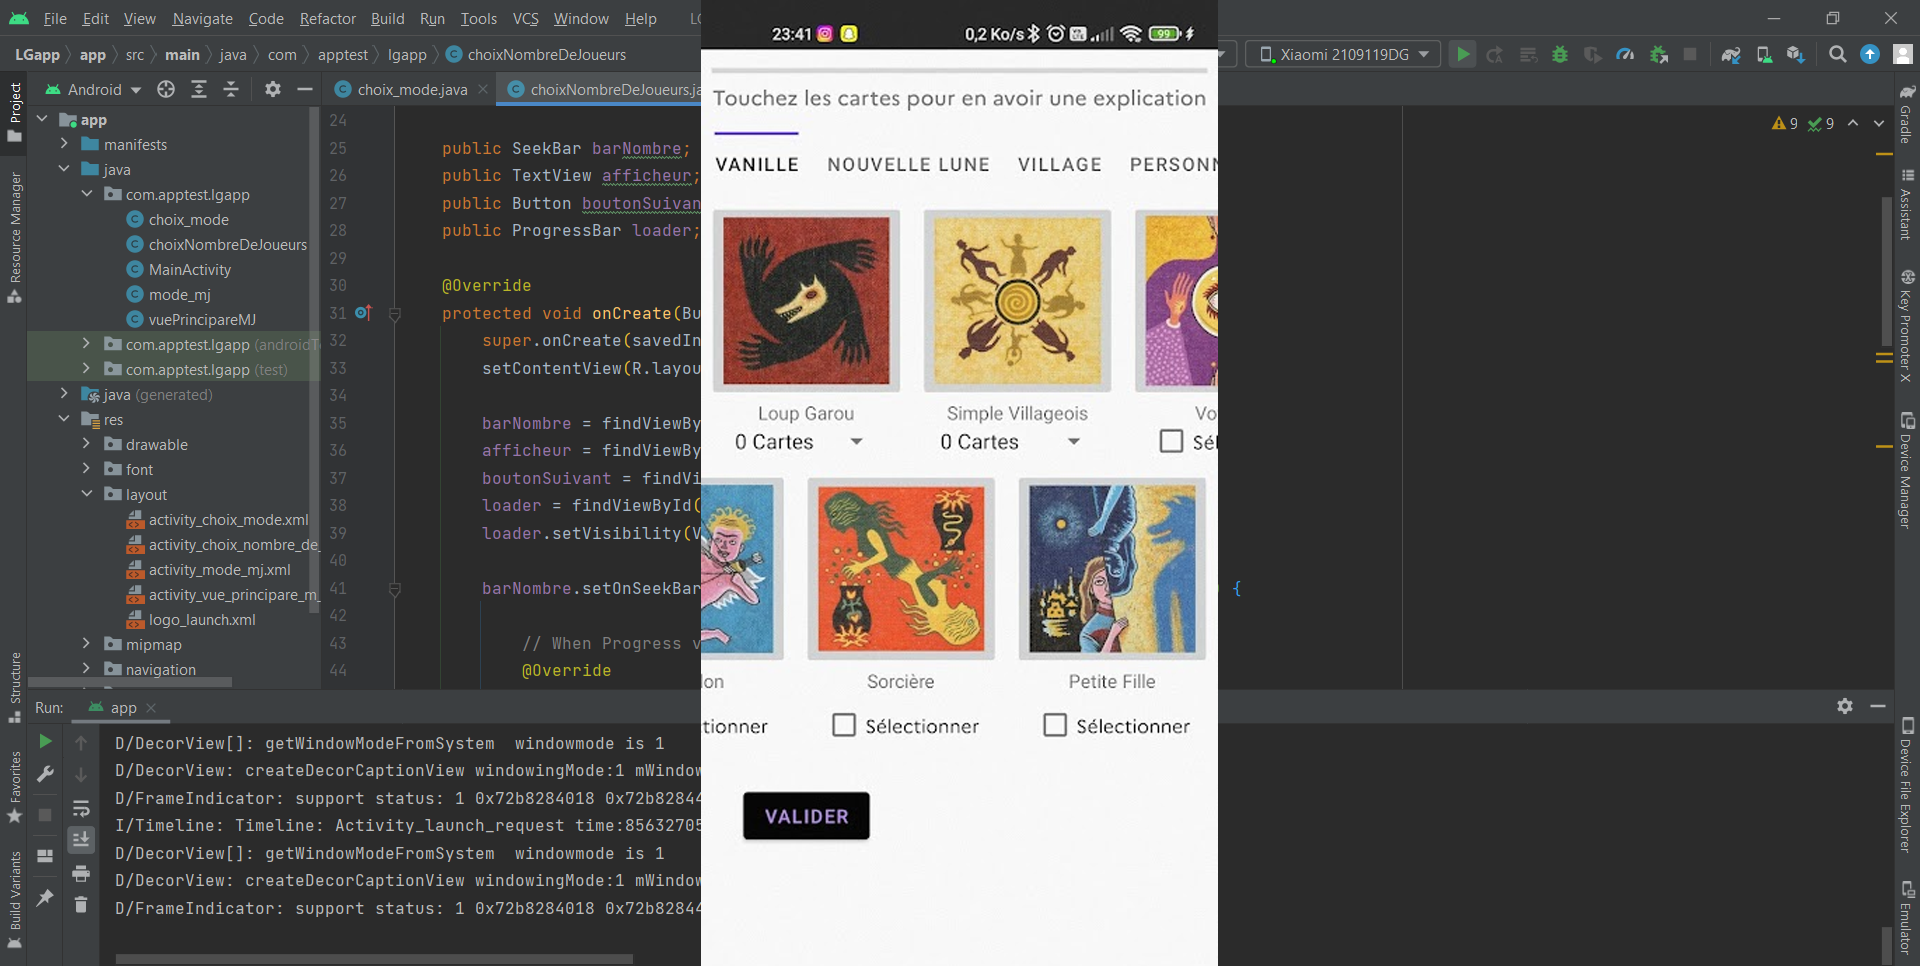 File Edit View Navigate Code Refactor Build Run Tools VCS Window Help
LGapp app src main java com apptest lgapp choixNombreDeJoueurs
Xiaomi 2109119DG
Android
choix_mode.java
choixNombreDeJoueurs.ja
Project
Resource Manager
Structure
Favorites
Build Variants
app
manifests
java
com.apptest.lgapp
choix_mode
choixNombreDeJoueurs
MainActivity
mode_mj
vuePrincipareMJ
com.apptest.lgapp (androidTe
com.apptest.lgapp (test)
java (generated)
res
drawable
font
layout
activity_choix_mode.xml
activity_choix_nombre_de_
activity_mode_mj.xml
activity_vue_principare_m_
logo_launch.xml
mipmap
navigation
24
25 public SeekBar barNombre;
26 public TextView afficheur;
27 public Button boutonSuivan
28 public ProgressBar loader;
29
30 @Override
31 protected void onCreate(Bu
32 super.onCreate(savedIn
33 setContentView(R.layou
34
35 barNombre = findViewBy
36 afficheur = findViewBy
37 boutonSuivant = findVi
38 loader = findViewById(
39 loader.setVisibility(V
40
41 barNombre.setOnSeekBar ) {
42
43 // When Progress v
44 @Override
9 9
Gradle
Assistant
Key Promoter X
Device Manager
Device File Explorer
Emulator
23:41 0,2 Ko/s 99
Touchez les cartes pour en avoir une explication
VANILLE NOUVELLE LUNE VILLAGE PERSONN
Loup Garou Simple Villageois Vo
0 Cartes 0 Cartes Sél
lon Sorcière Petite Fille
tionner Sélectionner Sélectionner
VALIDER
Run: app
D/DecorView[]: getWindowModeFromSystem  windowmode is 1
D/DecorView: createDecorCaptionView windowingMode:1 mWindow
D/FrameIndicator: support status: 1 0x72b8284018 0x72b82844
I/Timeline: Timeline: Activity_launch_request time:85632705
D/DecorView[]: getWindowModeFromSystem  windowmode is 1
D/DecorView: createDecorCaptionView windowingMode:1 mWindow
D/FrameIndicator: support status: 1 0x72b8284018 0x72b82844